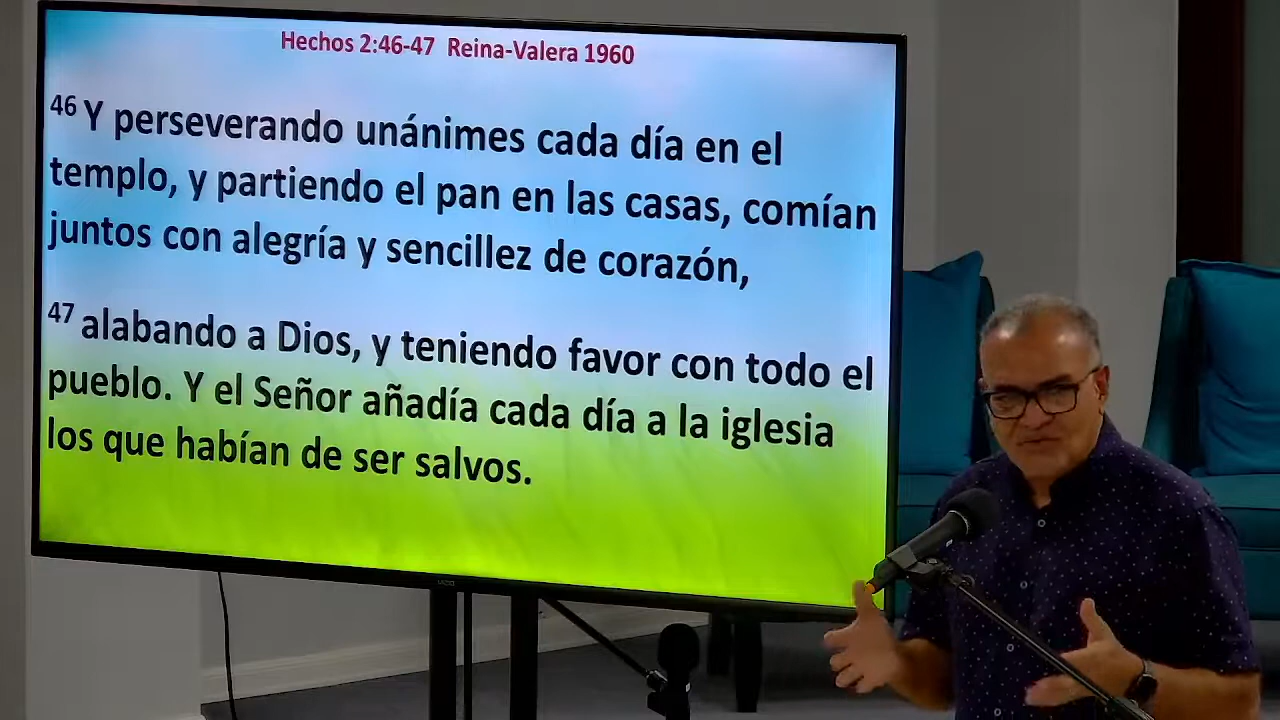 Hechos 2:46-47 Reina-Valera 1960
46 Y perseverando unánimes cada día en el
templo, y partiendo el pan en las casas, comían
juntos con alegría y sencillez de corazón,
47 alabando a Dios, y teniendo favor con todo el
pueblo. Y el Señor añadía cada día a la iglesia
los que habían de ser salvos.
VIZIO